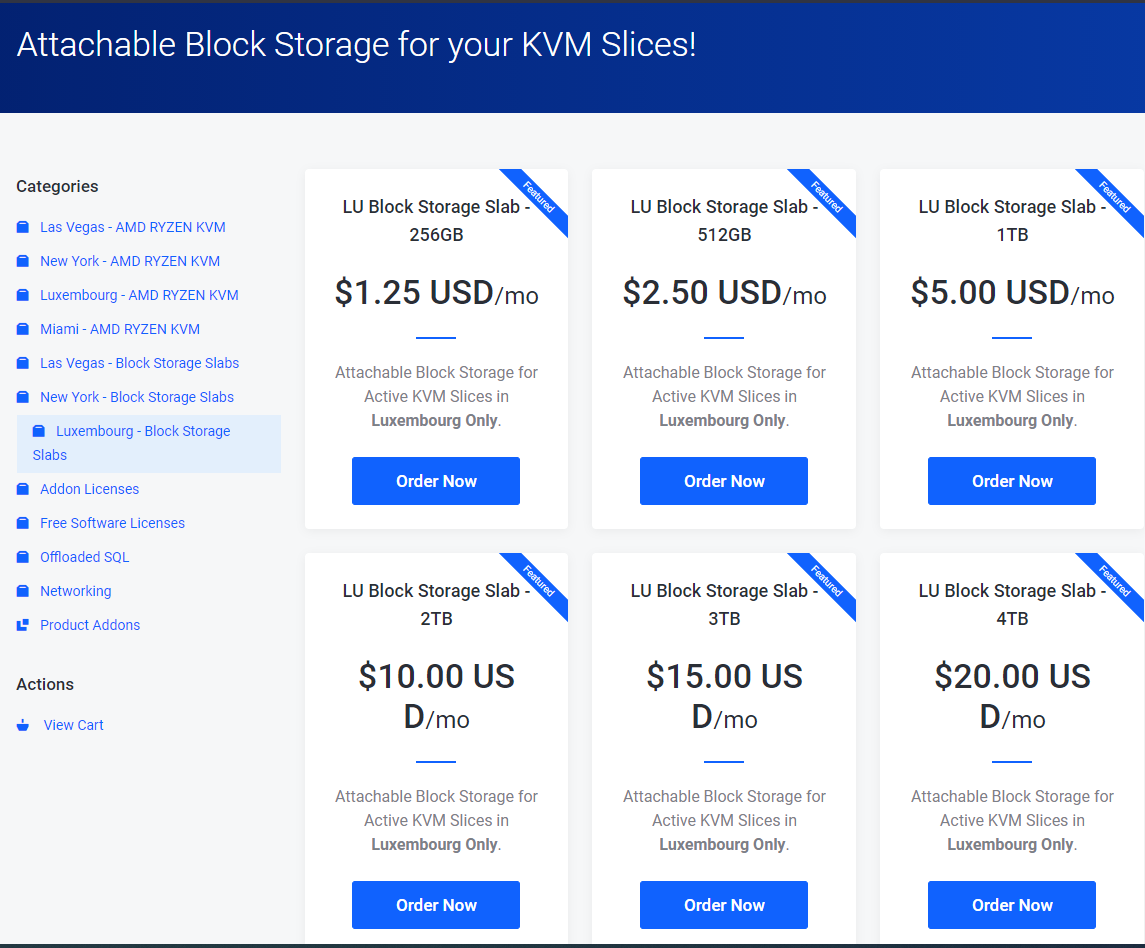 Attachable Block Storage for your KVM Slices!
Categories
Las Vegas - AMD RYZEN KVM
New York - AMD RYZEN KVM
Luxembourg - AMD RYZEN KVM
Miami - AMD RYZEN KVM
Las Vegas - Block Storage Slabs
New York - Block Storage Slabs
Luxembourg - Block Storage
Slabs
Addon Licenses
Free Software Licenses
Offloaded SQL
Networking
Product Addons
Actions
View Cart
Featured
LU Block Storage Slab -
256GB
$1.25 USD/mo
Attachable Block Storage for
Active KVM Slices in
Luxembourg Only.
Order Now
Featured
LU Block Storage Slab -
512GB
$2.50 USD/mo
Attachable Block Storage for
Active KVM Slices in
Luxembourg Only.
Order Now
Featured
LU Block Storage Slab -
1TB
$5.00 USD/mo
Attachable Block Storage for
Active KVM Slices in
Luxembourg Only.
Order Now
Featured
LU Block Storage Slab -
2TB
$10.00 US
D/mo
Attachable Block Storage for
Active KVM Slices in
Luxembourg Only.
Order Now
Featured
LU Block Storage Slab -
3TB
$15.00 US
D/mo
Attachable Block Storage for
Active KVM Slices in
Luxembourg Only.
Order Now
Featured
LU Block Storage Slab -
4TB
$20.00 US
D/mo
Attachable Block Storage for
Active KVM Slices in
Luxembourg Only.
Order Now